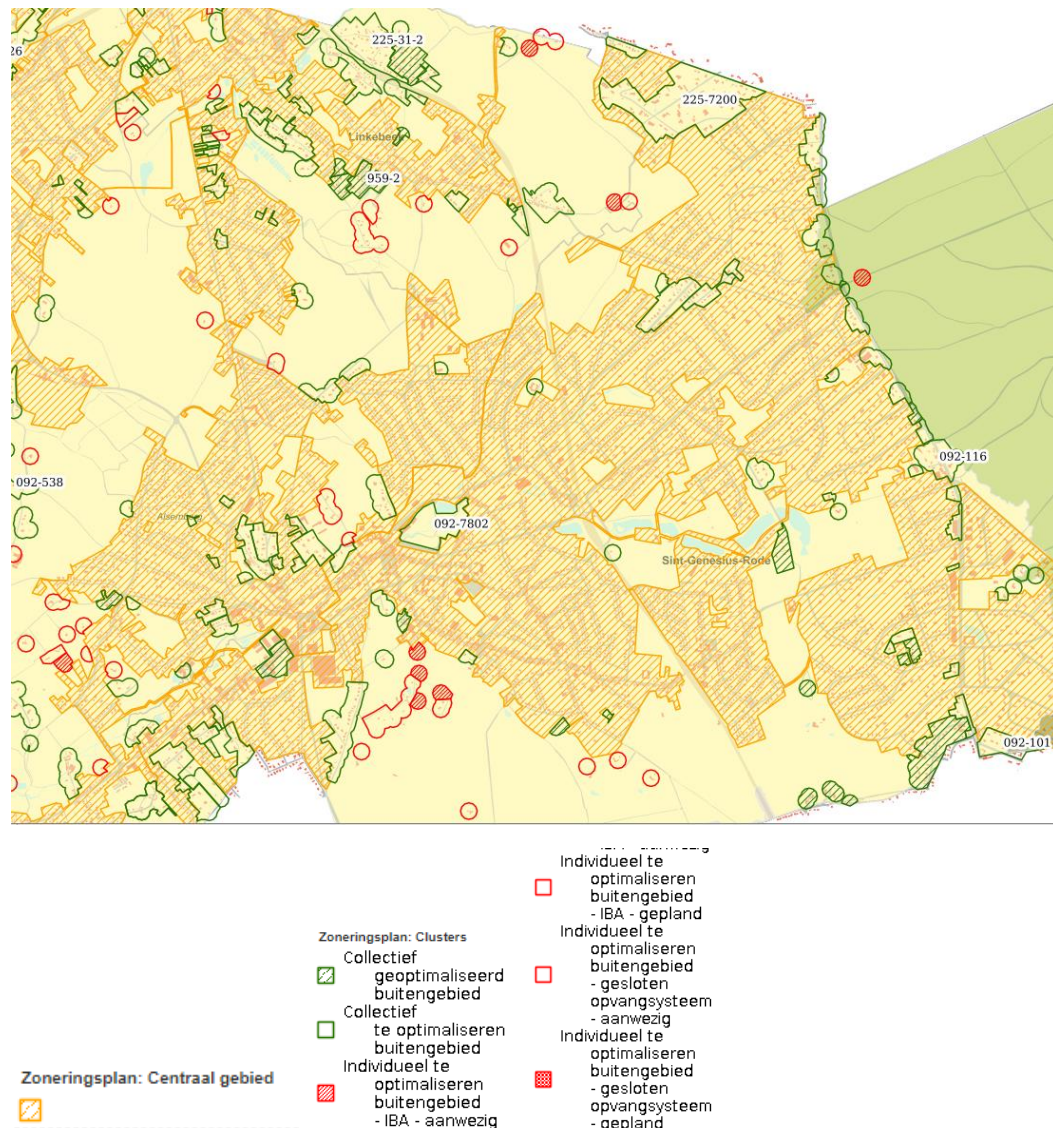 26
225-31-2
225-7200
Linkebeek
959-2
092-116
092-538
Alsemberg
092-7802
Sint-Genesius-Rode
092-101
Zoneringsplan: Centraal gebied
Zoneringsplan: Clusters
Collectief
geoptimaliseerd
buitengebied
Collectief
te optimaliseren
buitengebied
Individueel te
optimaliseren
buitengebied
- IBA - aanwezig
Individueel te
optimaliseren
buitengebied
- IBA - gepland
Individueel te
optimaliseren
buitengebied
- gesloten
opvangsysteem
- aanwezig
Individueel te
optimaliseren
buitengebied
- gesloten
opvangsysteem
- gepland